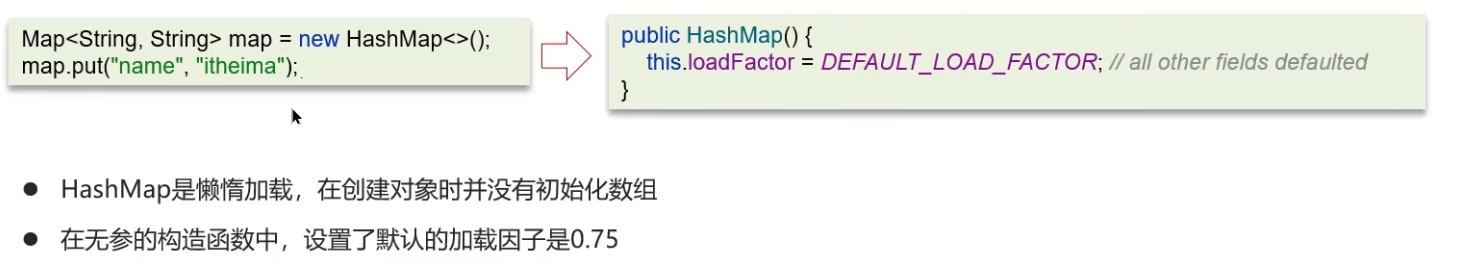 Map<String, String> map = new HashMap<>();
map.put("name", "itheima");
public HashMap() {
this.loadFactor = DEFAULT_LOAD_FACTOR; // all other fields defaulted
}
● HashMap是懒惰加载，在创建对象时并没有初始化数组
● 在无参的构造函数中，设置了默认的加载因子是0.75